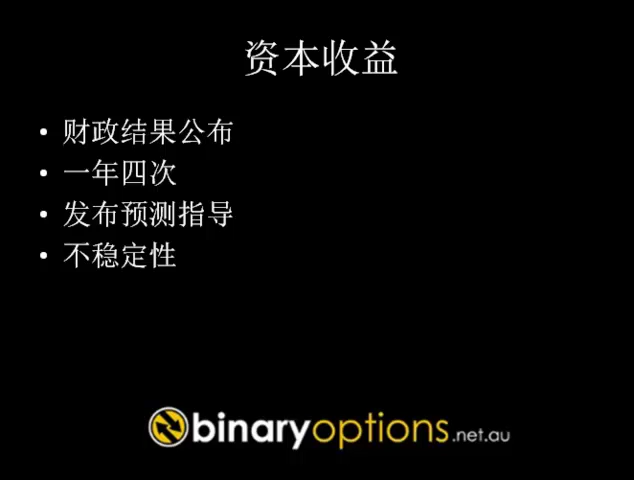 资本收益
• 财政结果公布
• 一年四次
• 发布预测指导
• 不稳定性
binaryoptions.net.au